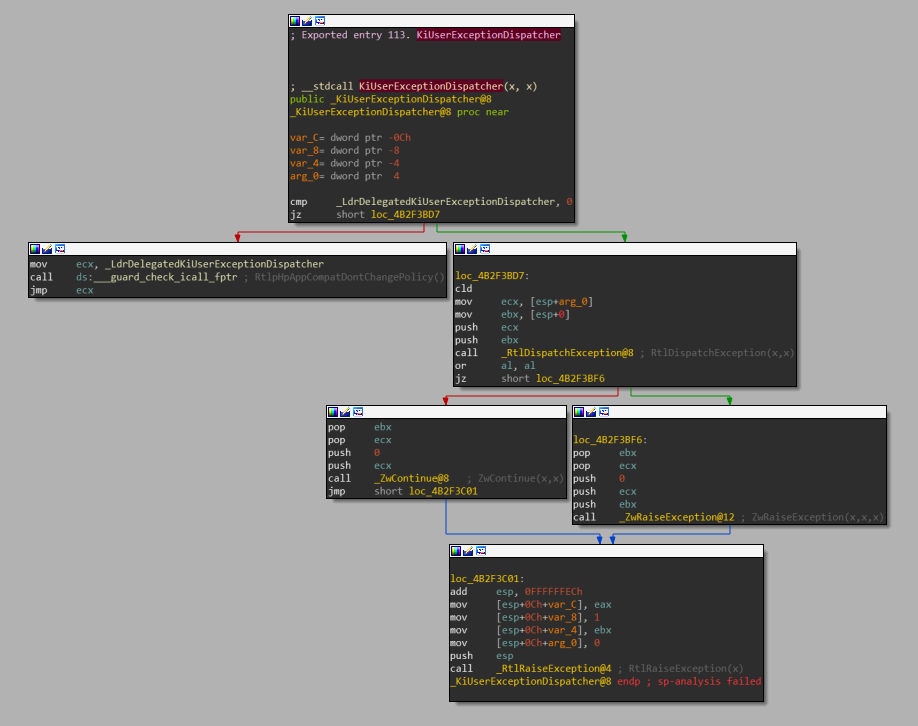 ; Exported entry 113. KiUserExceptionDispatcher
; __stdcall KiUserExceptionDispatcher(x, x)
public _KiUserExceptionDispatcher@8
_KiUserExceptionDispatcher@8 proc near
var_C= dword ptr -0Ch
var_8= dword ptr -8
var_4= dword ptr -4
arg_0= dword ptr  4
cmp     _LdrDelegatedKiUserExceptionDispatcher, 0
jz      short loc_4B2F3BD7
mov     ecx, _LdrDelegatedKiUserExceptionDispatcher
call    ds:___guard_check_icall_fptr ; RtlpHpAppCompatDontChangePolicy()
jmp     ecx
loc_4B2F3BD7:
cld
mov     ecx, [esp+arg_0]
mov     ebx, [esp+0]
push    ecx
push    ebx
call    _RtlDispatchException@8 ; RtlDispatchException(x,x)
or      al, al
jz      short loc_4B2F3BF6
pop     ebx
pop     ecx
push    0
push    ecx
call    _ZwContinue@8   ; ZwContinue(x,x)
jmp     short loc_4B2F3C01
loc_4B2F3BF6:
pop     ebx
pop     ecx
push    0
push    ecx
push    ebx
call    _ZwRaiseException@12 ; ZwRaiseException(x,x,x)
loc_4B2F3C01:
add     esp, 0FFFFFFECh
mov     [esp+0Ch+var_C], eax
mov     [esp+0Ch+var_8], 1
mov     [esp+0Ch+var_4], ebx
mov     [esp+0Ch+arg_0], 0
push    esp
call    _RtlRaiseException@4 ; RtlRaiseException(x)
_KiUserExceptionDispatcher@8 endp ; sp-analysis failed